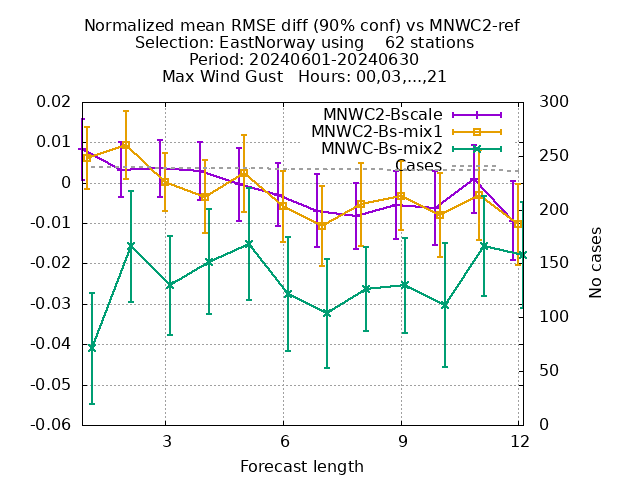 Normalized mean RMSE diff (90% conf) vs MNWC2-ref
Selection: EastNorway using 62 stations
Period: 20240601-20240630
Max Wind Gust Hours: 00,03,...,21
MNWC2-Bscale
MNWC2-Bs-mix1
MNWC-Bs-mix2
Cases
0.02
0.01
0
-0.01
-0.02
-0.03
-0.04
-0.05
-0.06
300
250
200
150
100
50
0
No cases
3
6
9
12
Forecast length